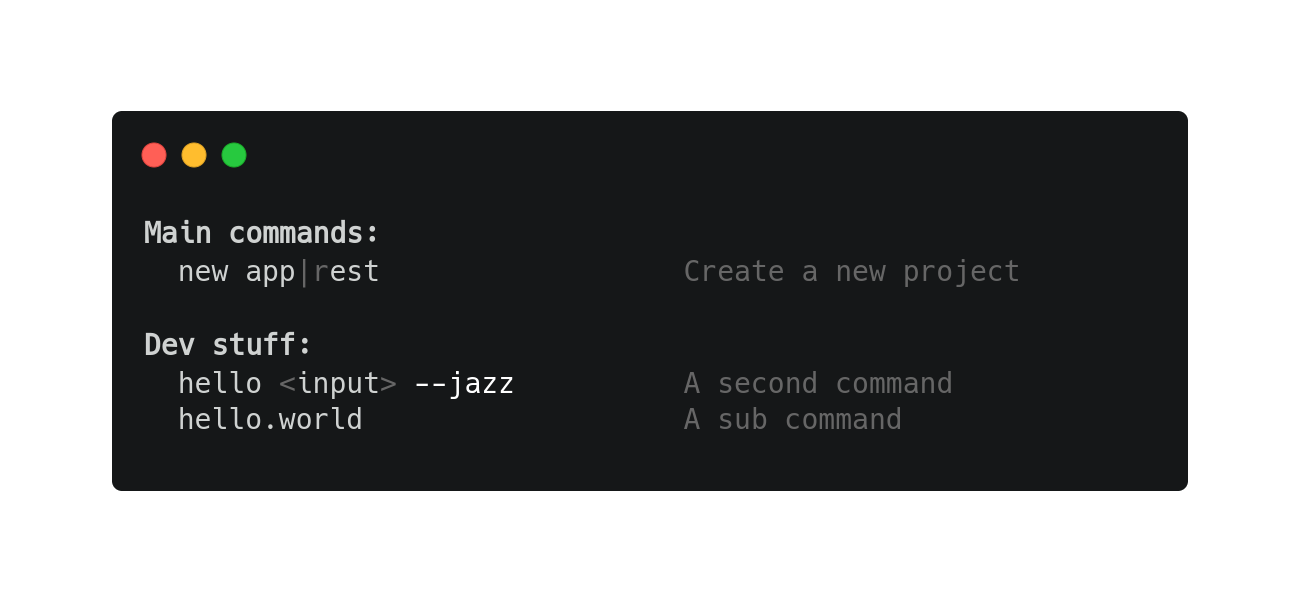 Main commands:
new app|rest Create a new project
Dev stuff:
hello <input> --jazz A second command
hello.world A sub command